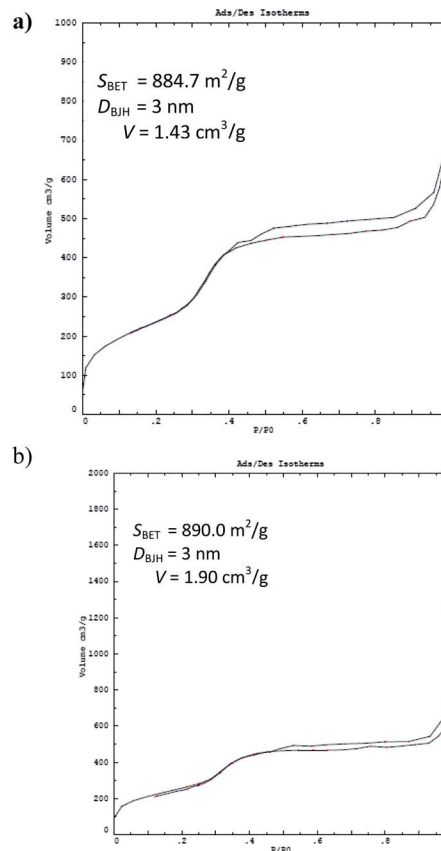 a)
Ads/Des Isotherms
1000
S_BET = 884.7 m²/g
D_BJH = 3 nm
V = 1.43 cm³/g
900
800
700
600
500
400
300
200
100
0
Volume cm3/g
0 .2 .4 .6 .8
P/P0
b)
Ads/Des Isotherms
2000
S_BET = 890.0 m²/g
D_BJH = 3 nm
V = 1.90 cm³/g
1800
1600
1400
1200
1000
800
600
400
200
0
Volume cm3/g
0 .2 .4 .6 .8
P/P0